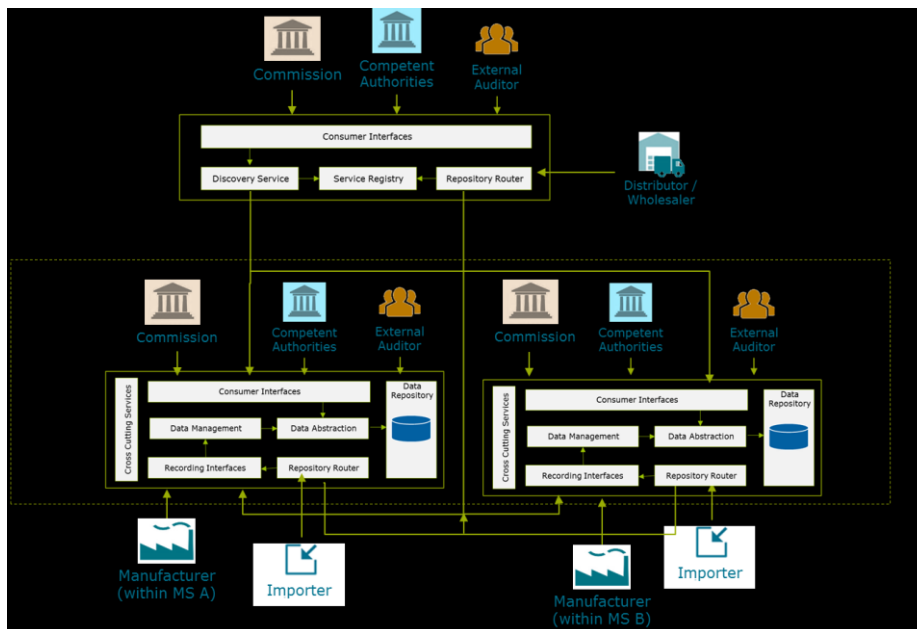 Commission
Competent
Authorities
External
Auditor
Consumer Interfaces
Discovery Service
Service Registry
Repository Router
Distributor /
Wholesaler
Commission
Competent
Authorities
External
Auditor
Cross Cutting Services
Consumer Interfaces
Data
Repository
Data Management
Data Abstraction
Recording Interfaces
Repository Router
Commission
Competent
Authorities
External
Auditor
Cross Cutting Services
Consumer Interfaces
Data
Repository
Data Management
Data Abstraction
Recording Interfaces
Repository Router
Manufacturer
(within MS A)
Importer
Manufacturer
(within MS B)
Importer